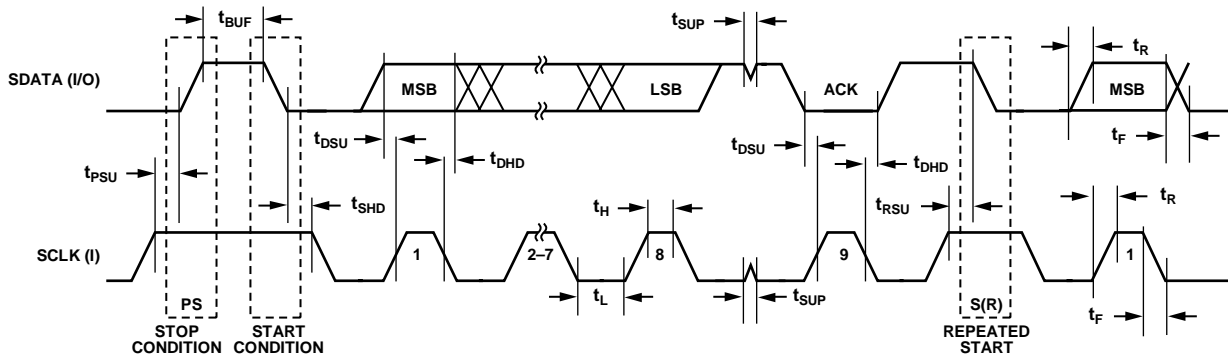 tBUF
tSUP
tR
SDATA (I/O)
MSB
LSB
ACK
MSB
tDSU
tDHD
tDSU
tDHD
tF
tPSU
tSHD
tH
tRSU
tR
SCLK (I)
1
2–7
8
9
1
PS
tL
tSUP
S(R)
tF
STOP
CONDITION
START
CONDITION
REPEATED
START